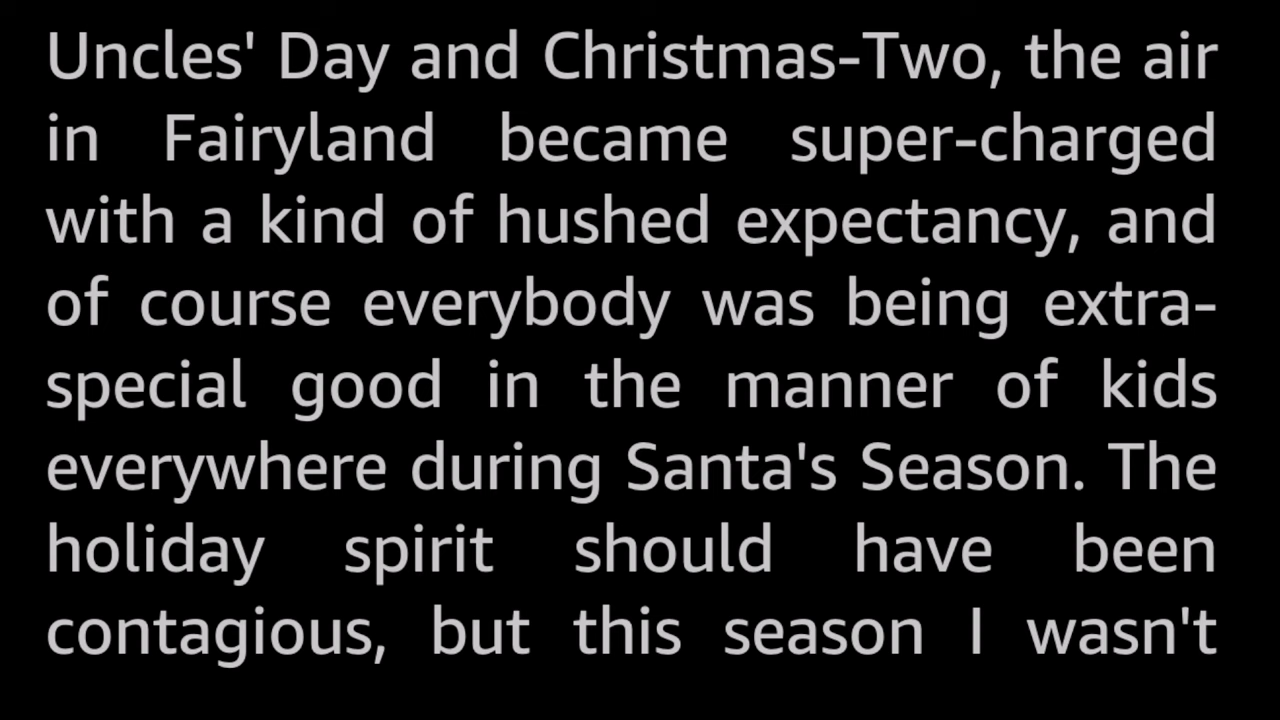 Uncles' Day and Christmas-Two, the air
in Fairyland became super-charged
with a kind of hushed expectancy, and
of course everybody was being extra-
special good in the manner of kids
everywhere during Santa's Season. The
holiday spirit should have been
contagious, but this season I wasn't